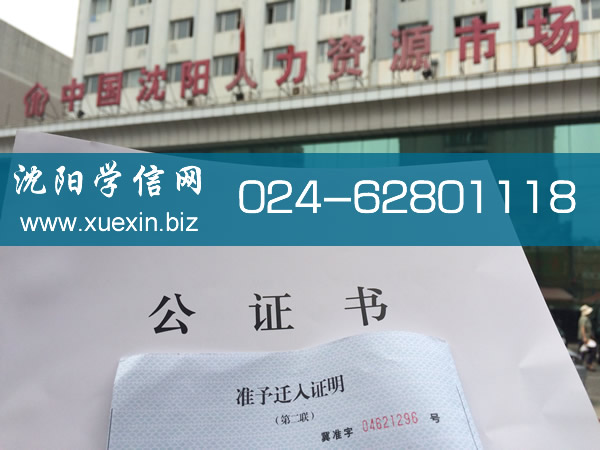 中国沈阳人力资源市场
沈阳学信网
www.xuexin.biz
024-62801118
公证书
准予迁入证明
（第二联）
冀准字 04621296 号